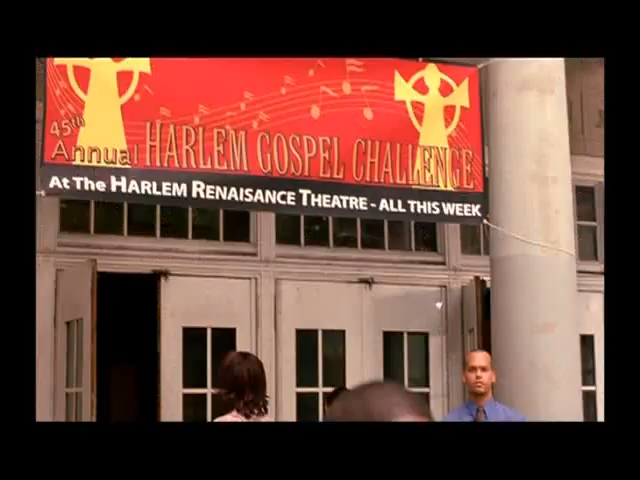 45th
Annual HARLEM GOSPEL CHALLENGE
At The HARLEM RENAISANCE THEATRE - ALL THIS WEEK